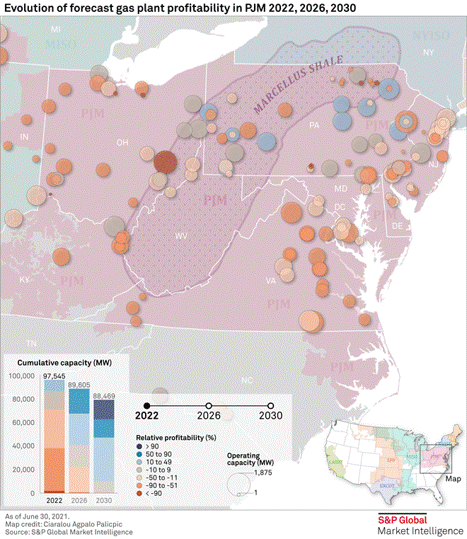 Evolution of forecast gas plant profitability in PJM 2022, 2026, 2030
MI
MISO
NYISO
NY
MARCELLUS SHALE
PJM
IN
OH
PA
PJM
NJ
MD
DC
DE
PJM
PJM
WV
KY
PJM
VA
PJM
TN
NC
PJM
Cumulative capacity (MW)
97,545
89,605
88,469
100,000
80,000
60,000
40,000
20,000
0
2022 2026 2030
2022 2026 2030
Relative profitability (%)
> 90
50 to 90
10 to 49
-10 to 9
-50 to -11
-90 to -51
< -90
Operating
capacity (MW)
1,875
1
Map
As of June 30, 2021.
Map credit: Ciaralou Agpalo Palicpic
Source: S&P Global Market Intelligence
S&P Global
Market Intelligence